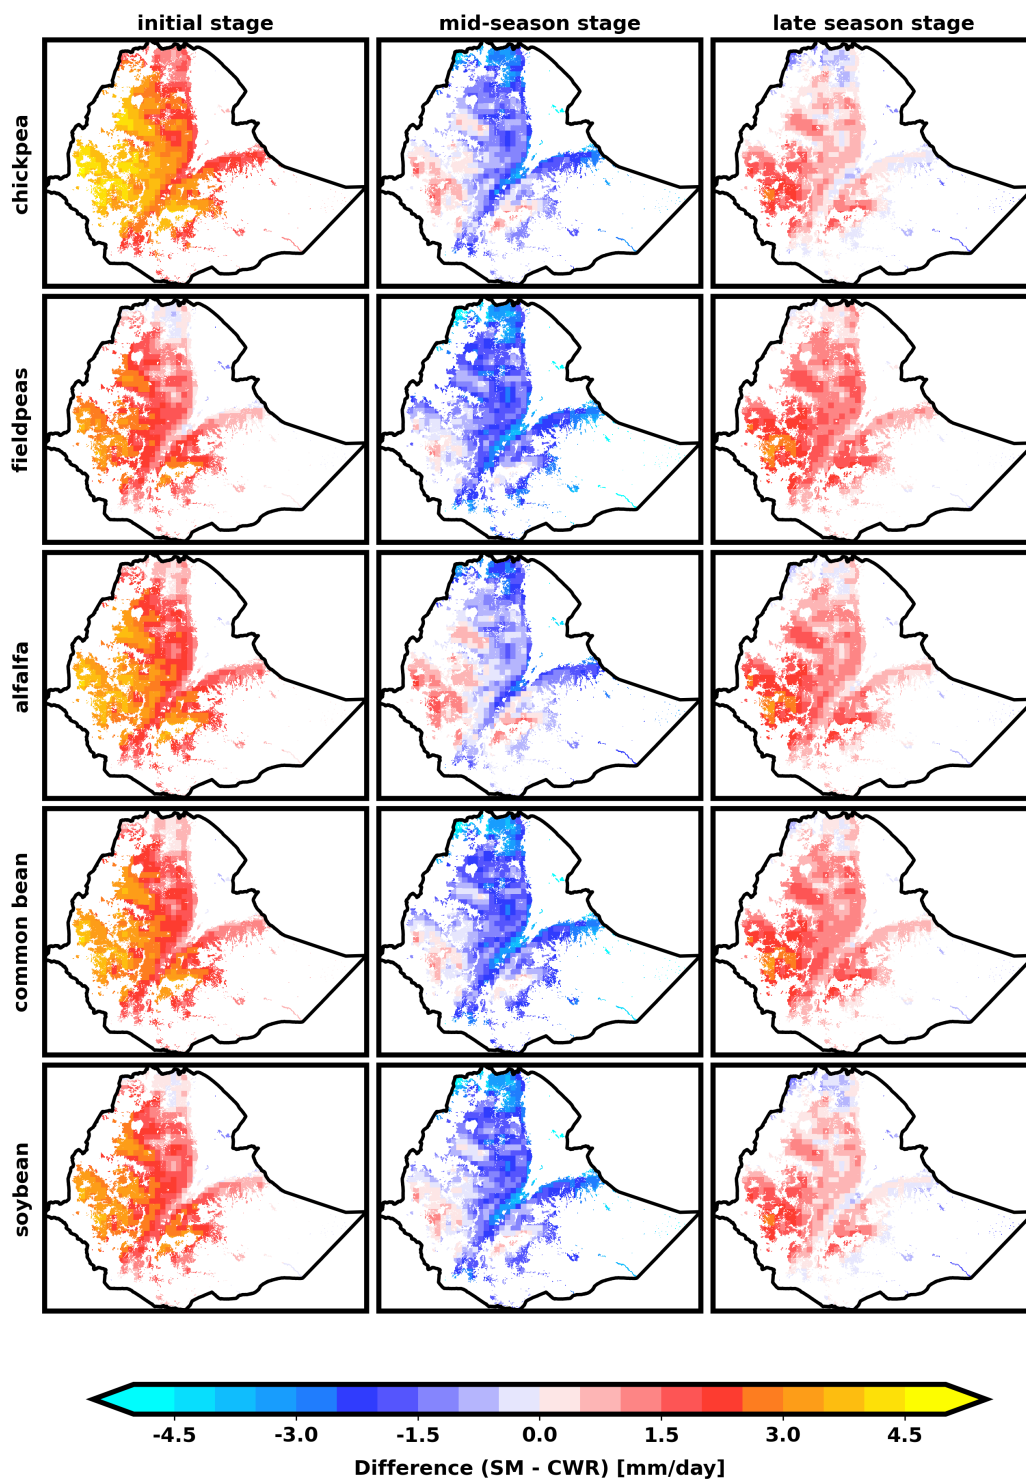 initial stage mid-season stage late season stage
chickpea
fieldpeas
alfalfa
common bean
soybean
-4.5 -3.0 -1.5 0.0 1.5 3.0 4.5
Difference (SM - CWR) [mm/day]